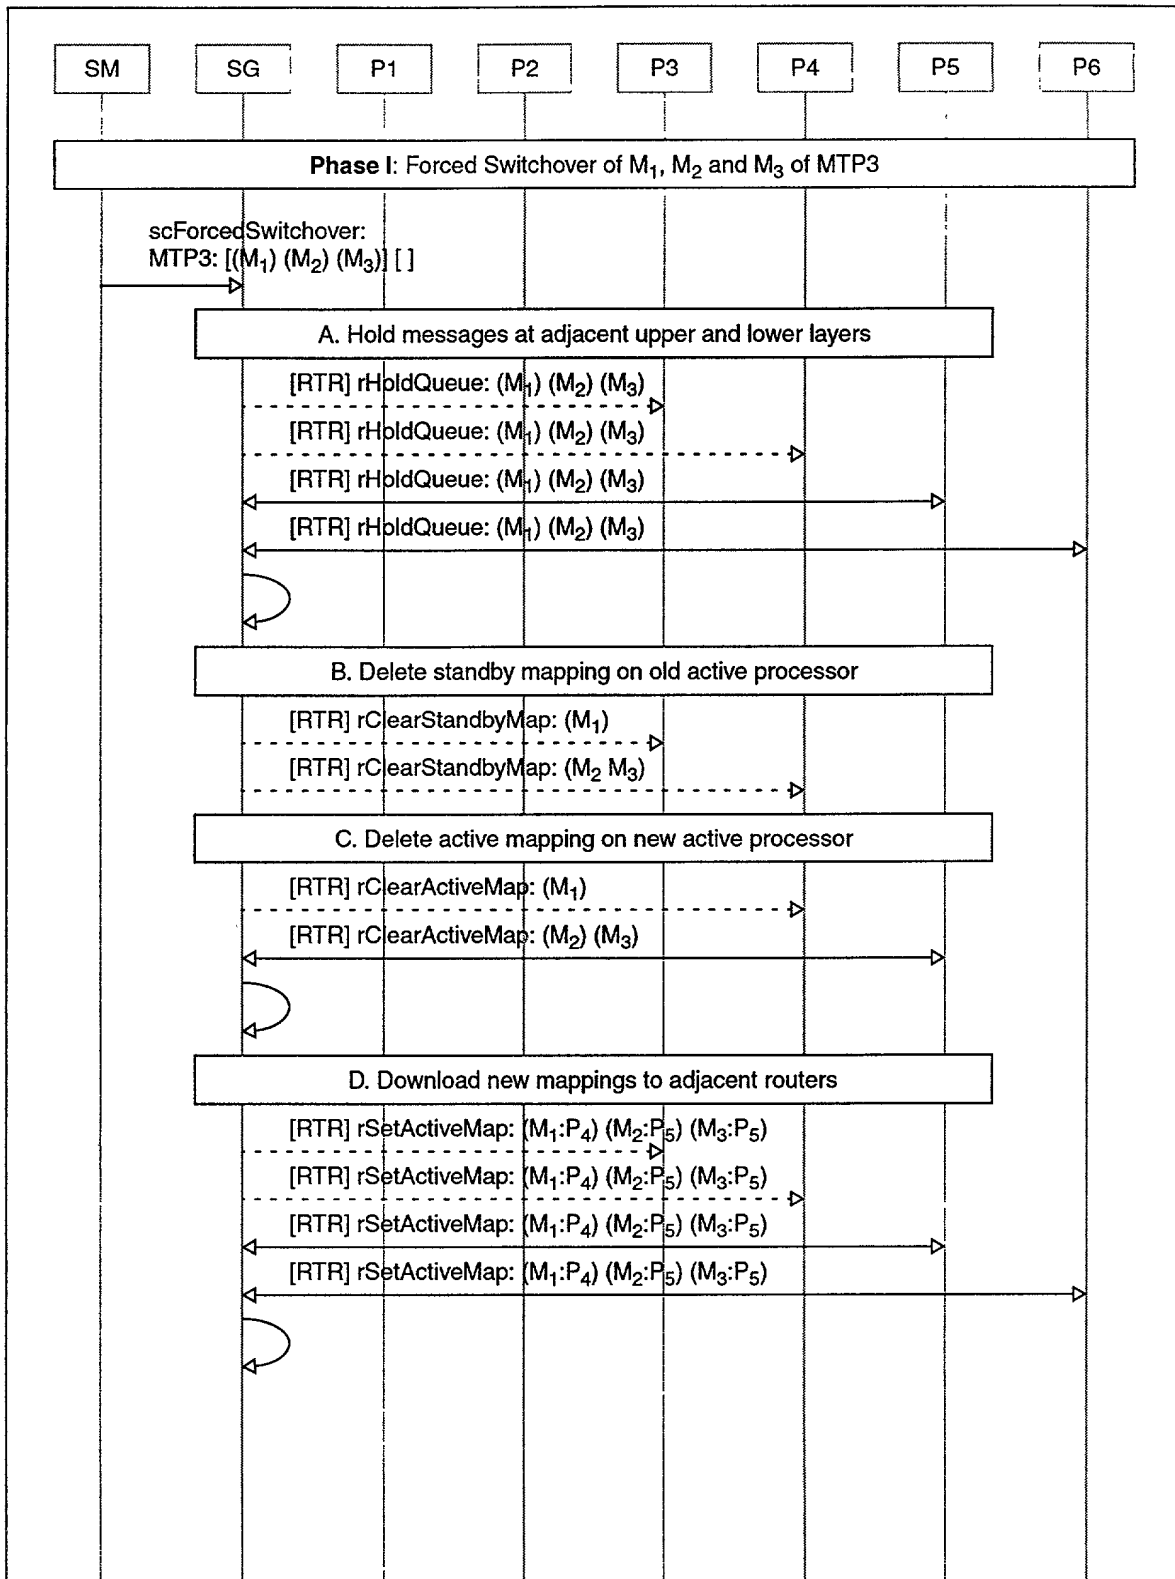 SM SG P1 P2 P3 P4 P5 P6
Phase I: Forced Switchover of M1, M2 and M3 of MTP3
scForcedSwitchover:
MTP3: [(M1) (M2) (M3)] [ ]
A. Hold messages at adjacent upper and lower layers
[RTR] rHoldQueue: (M1) (M2) (M3)
[RTR] rHoldQueue: (M1) (M2) (M3)
[RTR] rHoldQueue: (M1) (M2) (M3)
[RTR] rHoldQueue: (M1) (M2) (M3)
B. Delete standby mapping on old active processor
[RTR] rClearStandbyMap: (M1)
[RTR] rClearStandbyMap: (M2 M3)
C. Delete active mapping on new active processor
[RTR] rClearActiveMap: (M1)
[RTR] rClearActiveMap: (M2) (M3)
D. Download new mappings to adjacent routers
[RTR] rSetActiveMap: (M1:P4) (M2:P5) (M3:P5)
[RTR] rSetActiveMap: (M1:P4) (M2:P5) (M3:P5)
[RTR] rSetActiveMap: (M1:P4) (M2:P5) (M3:P5)
[RTR] rSetActiveMap: (M1:P4) (M2:P5) (M3:P5)